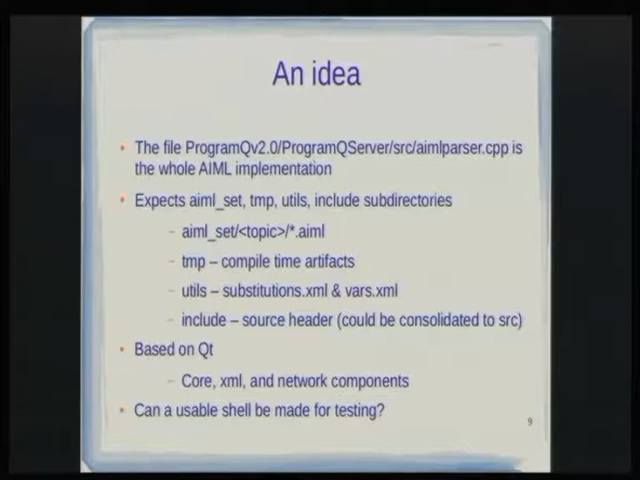 An idea
• The file ProgramQv2.0/ProgramQServer/src/aimlparser.cpp is
the whole AIML implementation
• Expects aiml_set, tmp, utils, include subdirectories
– aiml_set/<topic>/*.aiml
– tmp – compile time artifacts
– utils – substitutions.xml & vars.xml
– include – source header (could be consolidated to src)
• Based on Qt
– Core, xml, and network components
• Can a usable shell be made for testing?
9